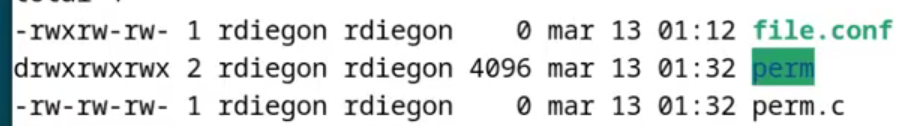 -rwxrw-rw- 1 rdiegon rdiegon    0 mar 13 01:12 file.conf
drwxrwxrwx 2 rdiegon rdiegon 4096 mar 13 01:32 perm
-rw-rw-rw- 1 rdiegon rdiegon    0 mar 13 01:32 perm.c